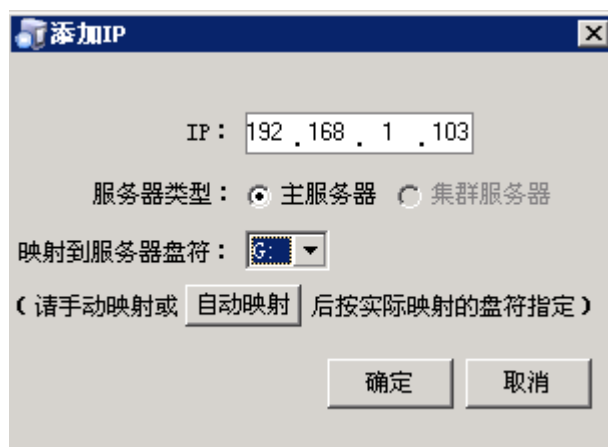 添加IP
IP： 192 . 168 . 1 . 103
服务器类型： 主服务器 集群服务器
映射到服务器盘符： G:
（请手动映射或 自动映射 后按实际映射的盘符指定）
确定 取消